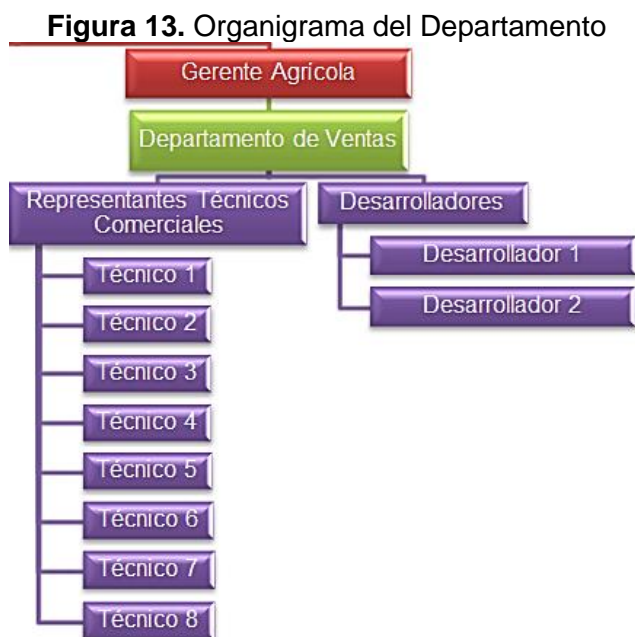 Figura 13. Organigrama del Departamento
Gerente Agrícola
Departamento de Ventas
Representantes Técnicos
Comerciales
Técnico 1
Técnico 2
Técnico 3
Técnico 4
Técnico 5
Técnico 6
Técnico 7
Técnico 8
Desarrolladores
Desarrollador 1
Desarrollador 2